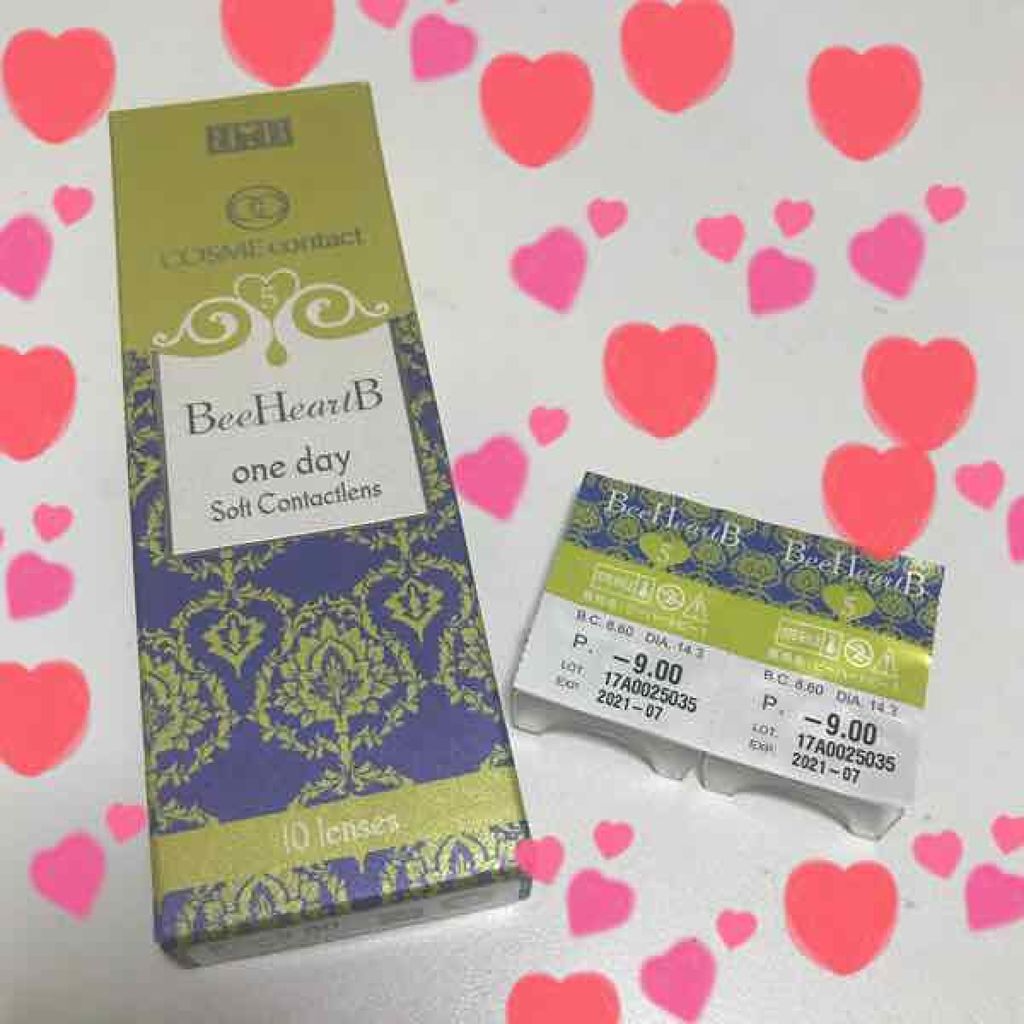 COSME contact
5
BeeHeartB
one day
Soft Contactlens
10 lenses
BeeHeartB
5
B.C. 8.60 DIA. 14.2
P. -9.00
LOT. 17A0025035
EXP. 2021-07
BeeHeartB
5
B.C. 8.60 DIA. 14.2
P. -9.00
LOT. 17A0025035
EXP. 2021-07